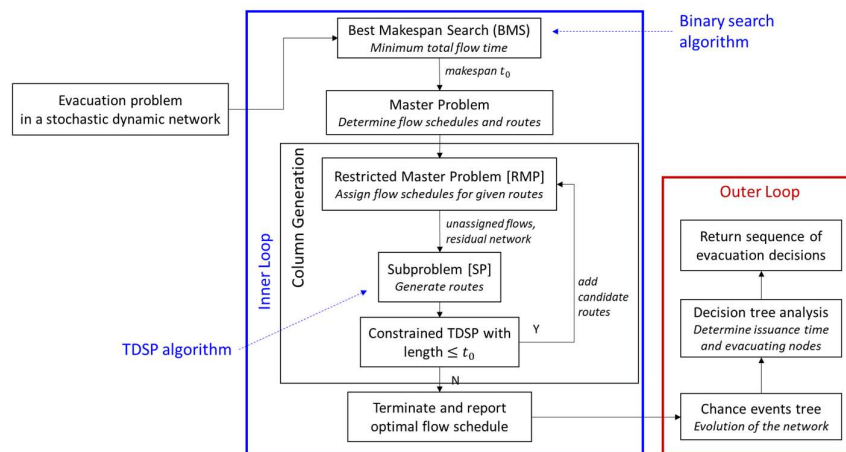 Best Makespan Search (BMS)
Minimum total flow time
Binary search
algorithm
makespan t₀
Evacuation problem
in a stochastic dynamic network
Master Problem
Determine flow schedules and routes
Inner Loop
Column Generation
Restricted Master Problem [RMP]
Assign flow schedules for given routes
unassigned flows,
residual network
Subproblem [SP]
Generate routes
add
candidate
routes
TDSP algorithm
Constrained TDSP with
length ≤ t₀
Y
N
Terminate and report
optimal flow schedule
Outer Loop
Return sequence of
evacuation decisions
Decision tree analysis
Determine issuance time
and evacuating nodes
Chance events tree
Evolution of the network